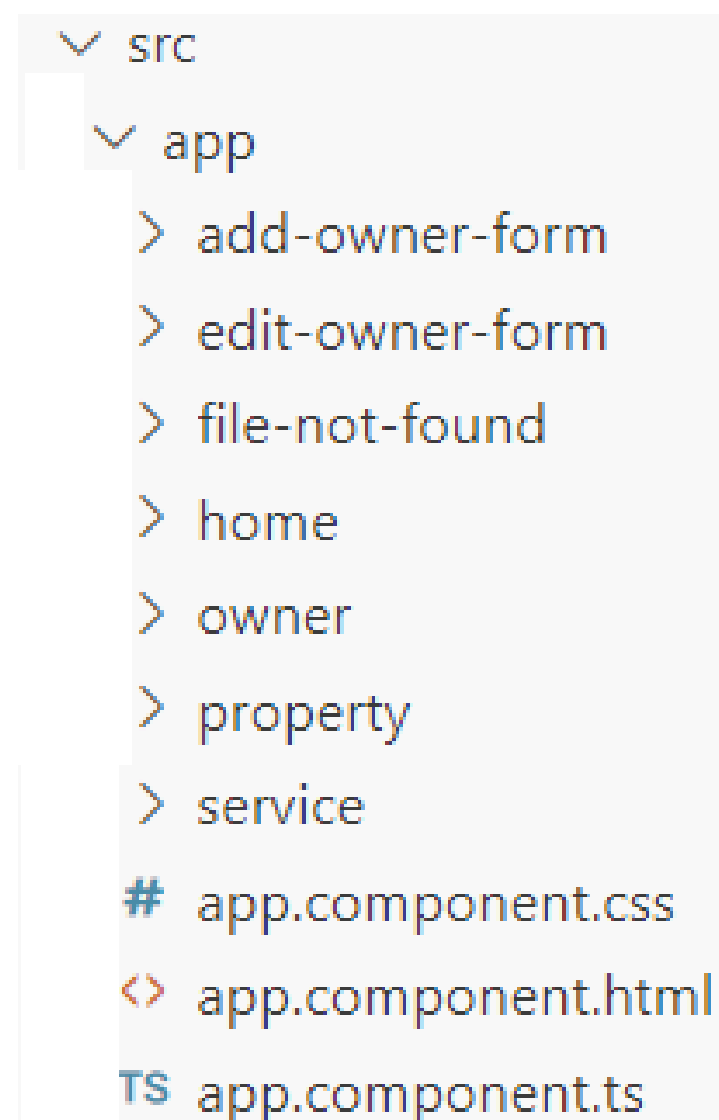 src
app
add-owner-form
edit-owner-form
file-not-found
home
owner
property
service
# app.component.css
<> app.component.html
TS app.component.ts